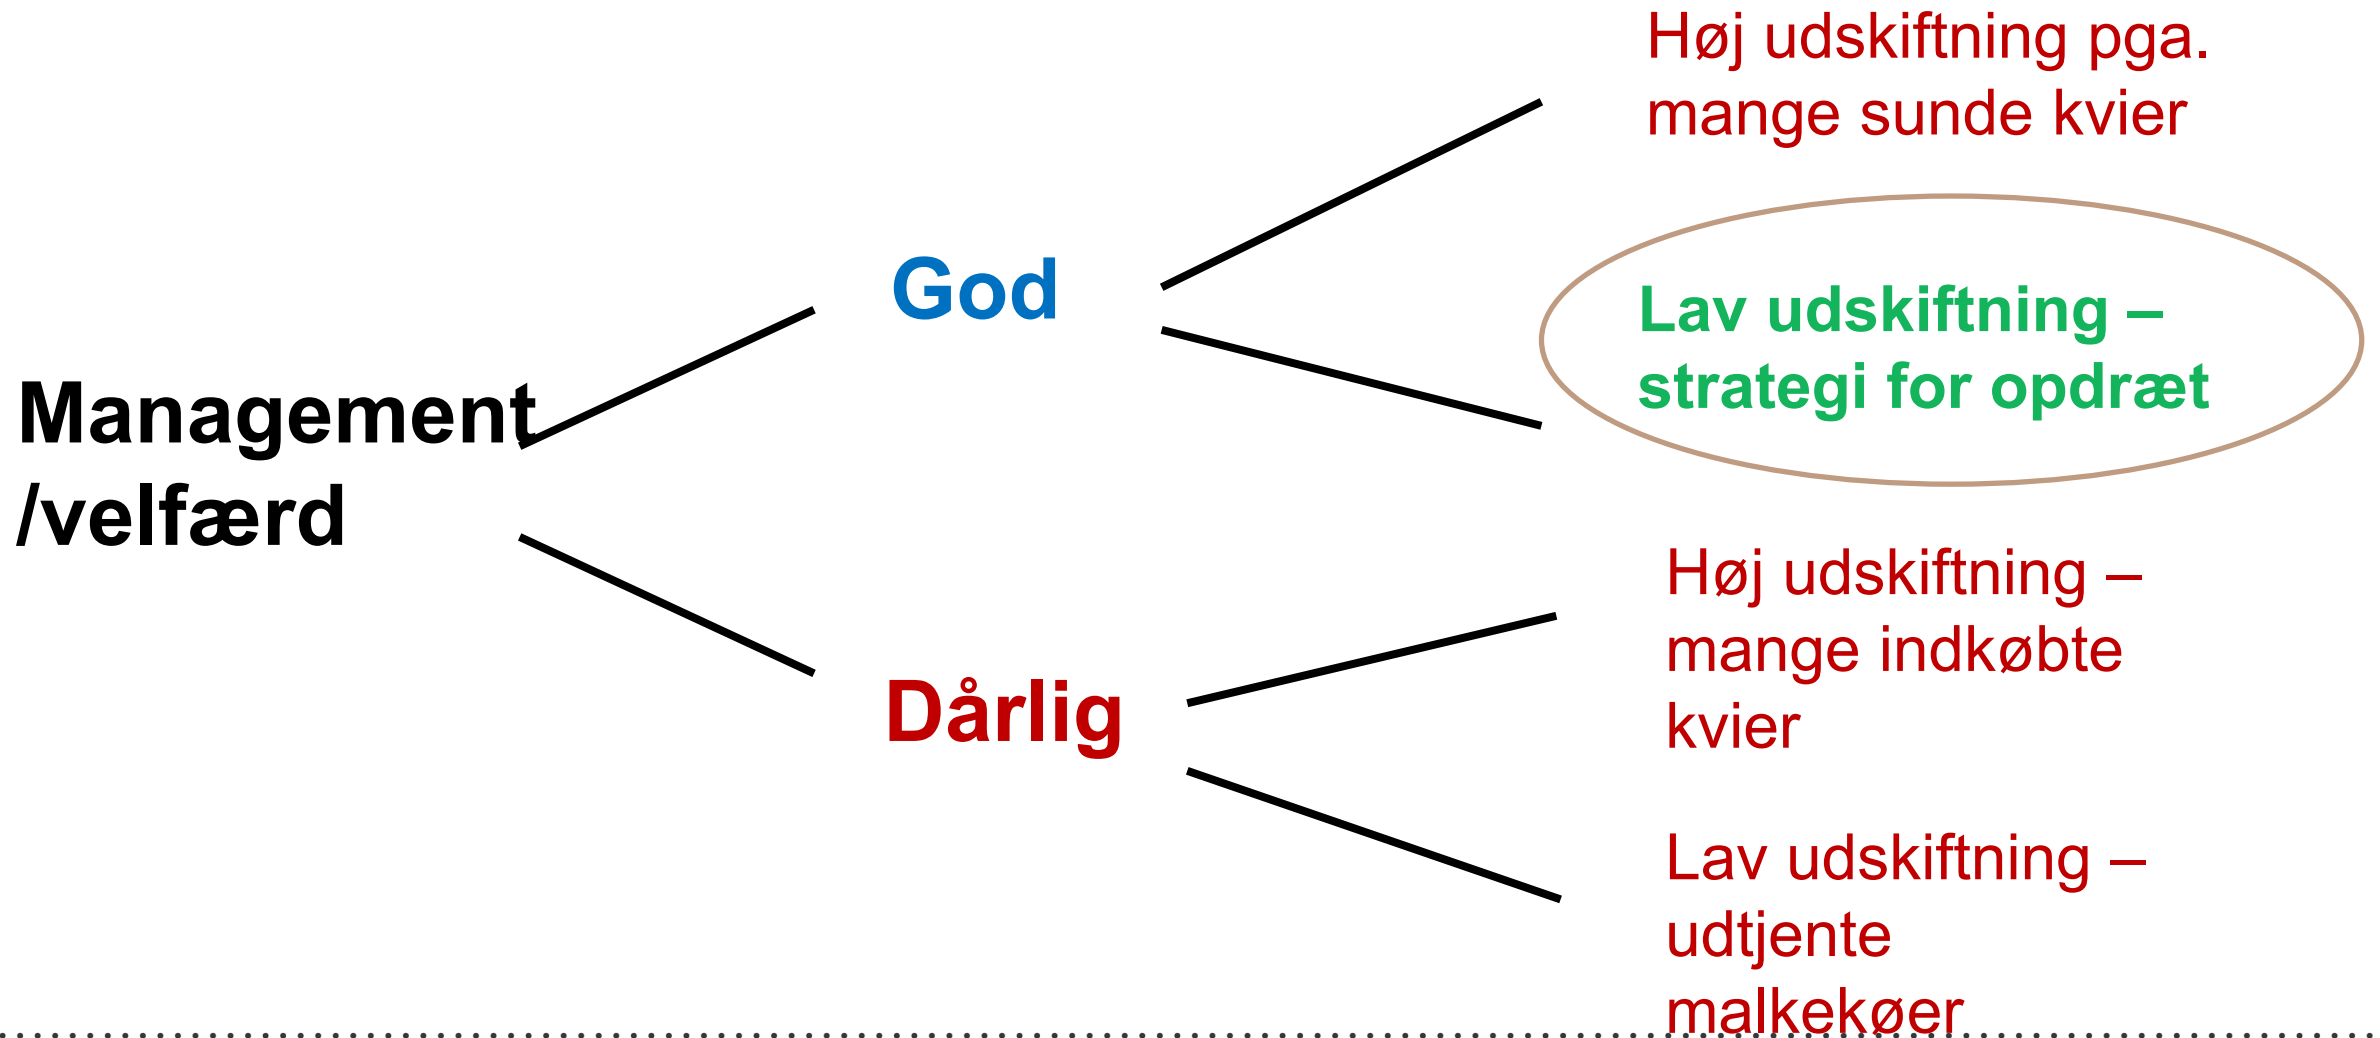 Management
/velfærd
God
Dårlig
Høj udskiftning pga.
mange sunde kvier
Lav udskiftning –
strategi for opdræt
Høj udskiftning –
mange indkøbte
kvier
Lav udskiftning –
udtjente
malkekøer